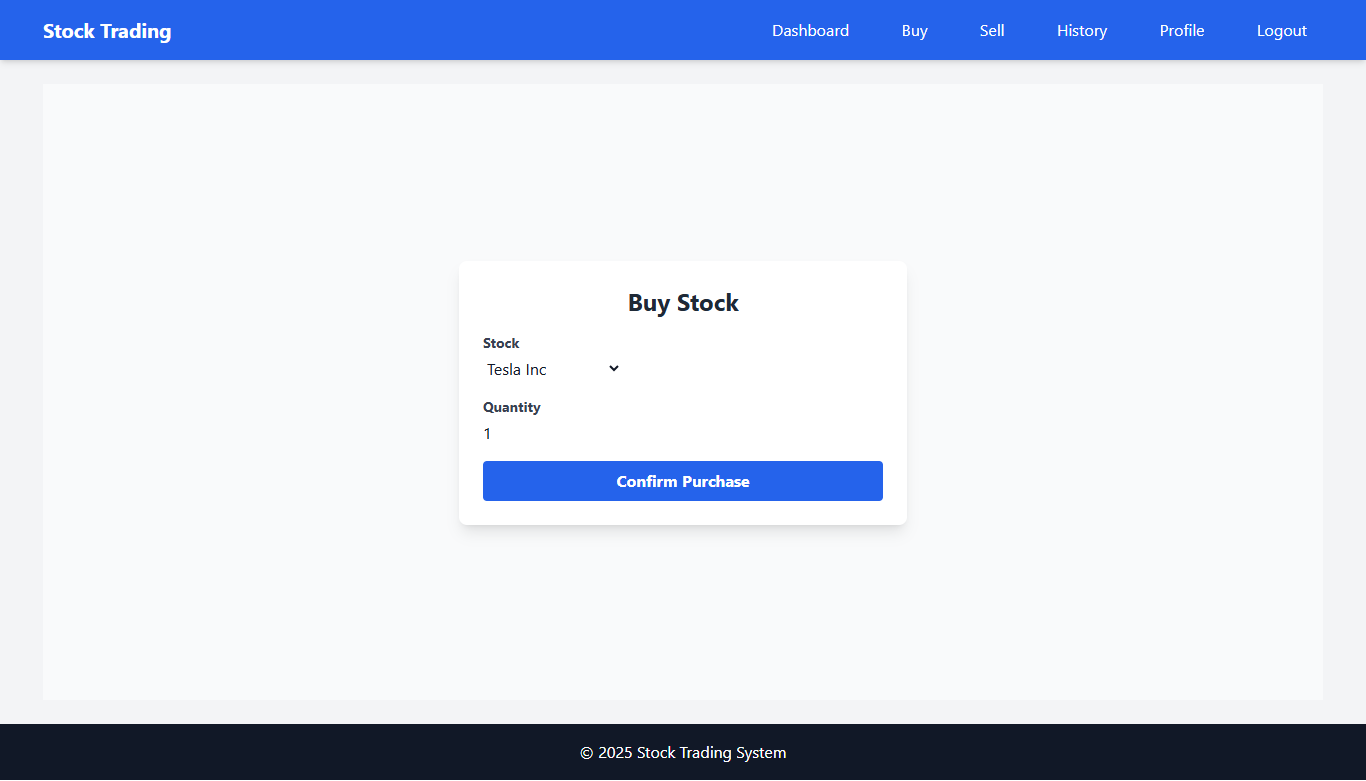 Stock Trading Dashboard Buy Sell History Profile Logout
Buy Stock
Stock
Tesla Inc
Quantity
1
Confirm Purchase
© 2025 Stock Trading System